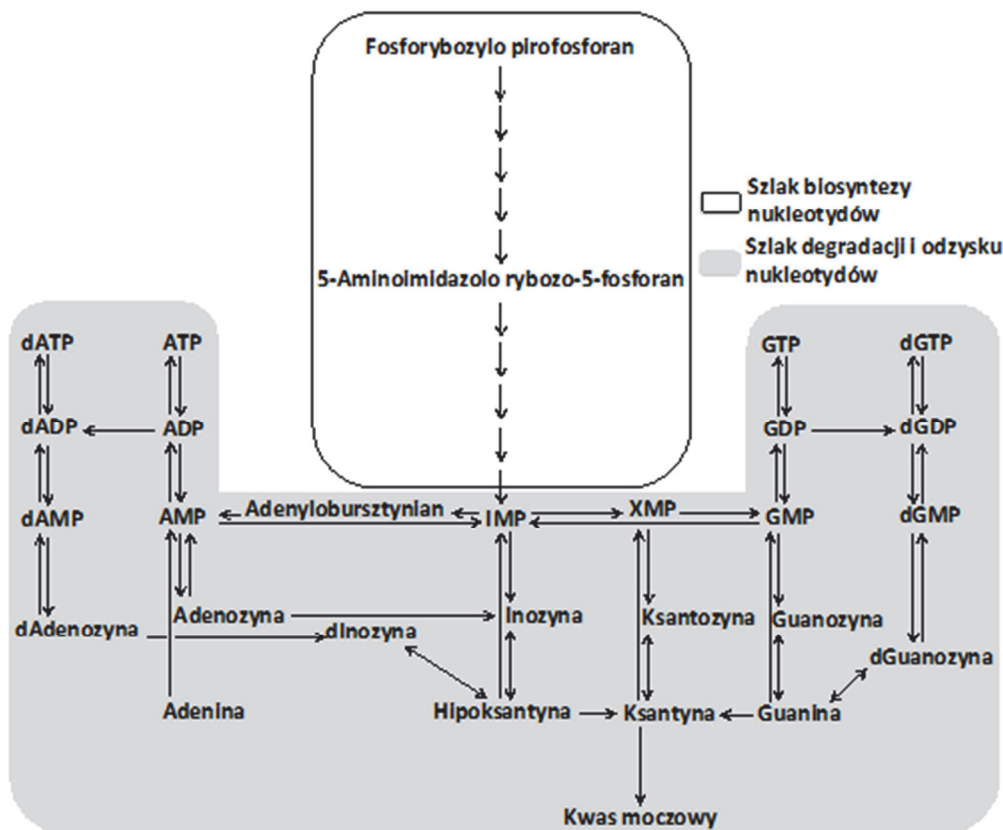 Fosforybozylo pirofosforan
Szlak biosyntezy
nukleotydów
Szlak degradacji i odzysku
nukleotydów
5-Aminoimidazolo rybozo-5-fosforan
dATP ATP GTP dGTP
dADP ADP GDP dGDP
dAMP AMP Adenylobursztynian IMP XMP GMP dGMP
dAdenozyna Adenozyna dInozyna Inozyna Ksantozyna Guanozyna dGuanozyna
Adenina Hipoksantyna Ksantyna Guanina
Kwas moczowy